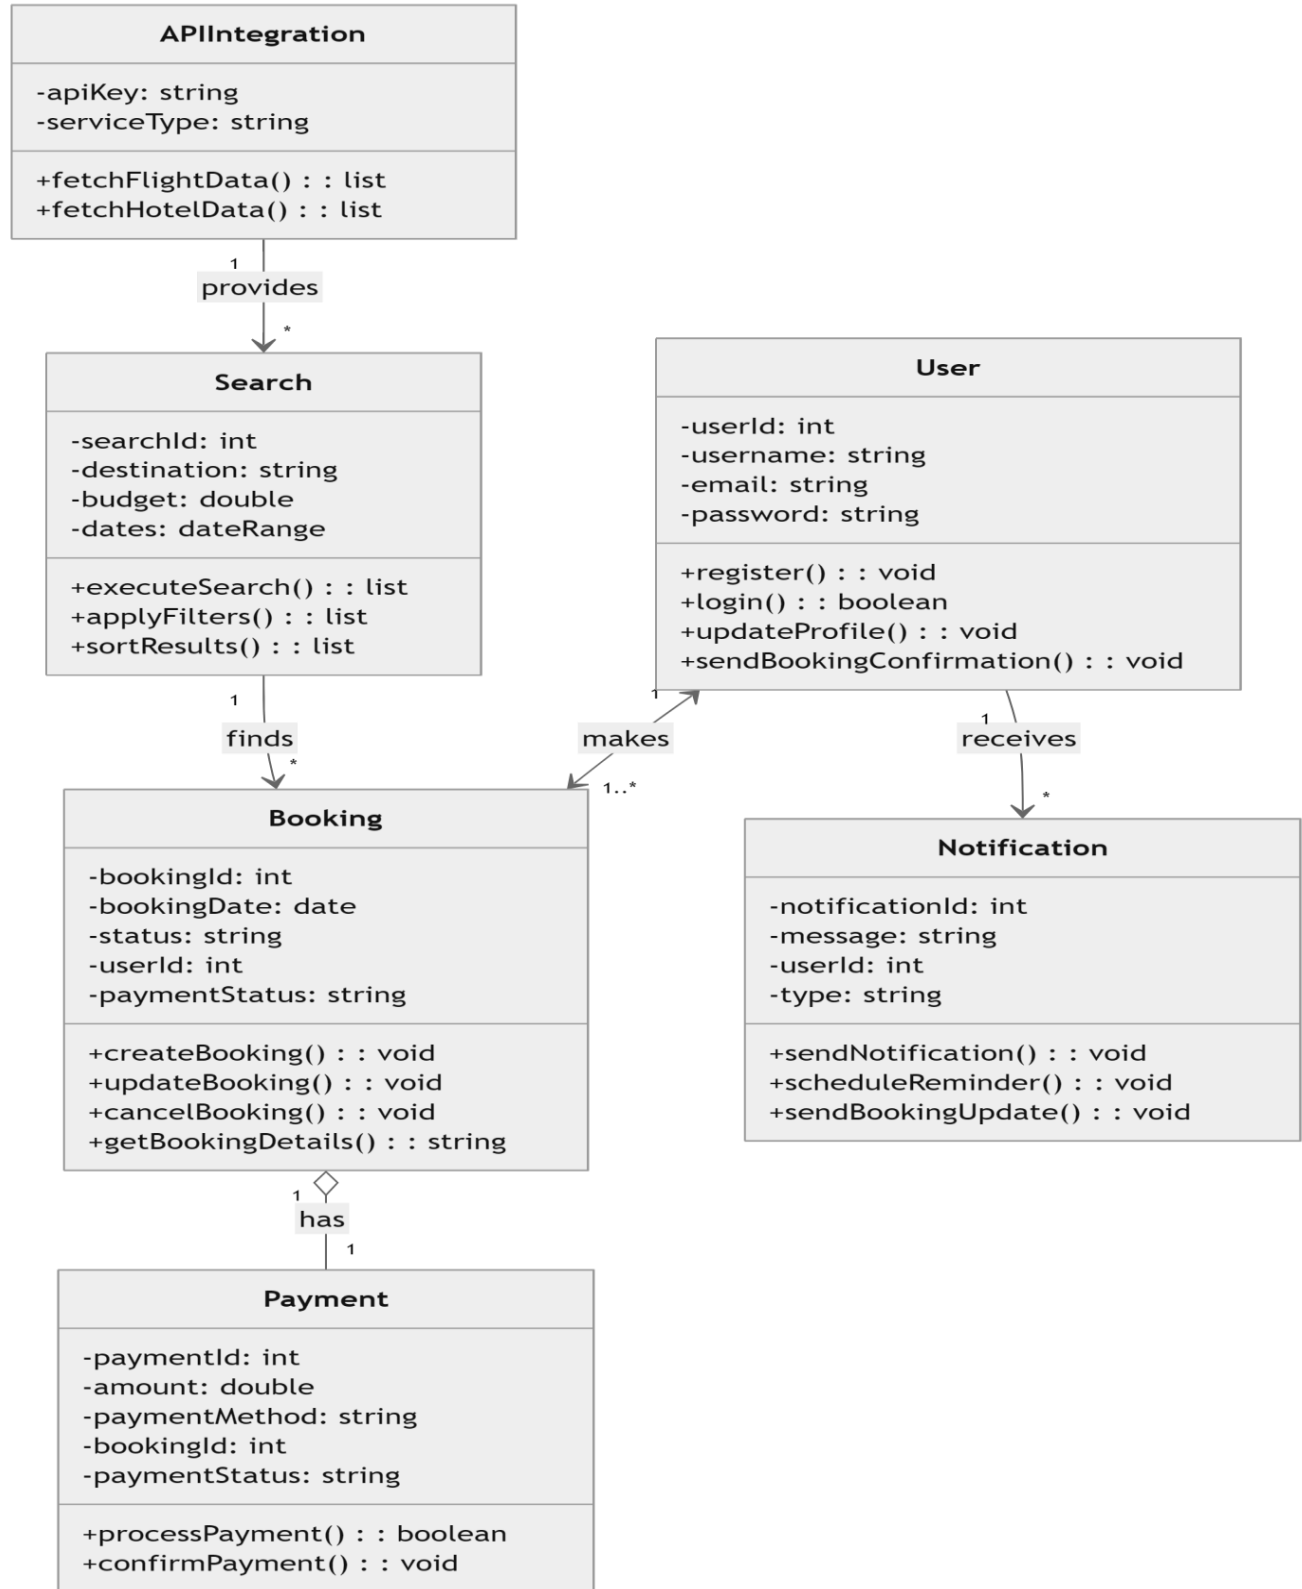 APIIntegration
-apiKey: string
-serviceType: string
+fetchFlightData() : : list
+fetchHotelData() : : list
1
provides
*
Search
-searchId: int
-destination: string
-budget: double
-dates: dateRange
+executeSearch() : : list
+applyFilters() : : list
+sortResults() : : list
User
-userId: int
-username: string
-email: string
-password: string
+register() : : void
+login() : : boolean
+updateProfile() : : void
+sendBookingConfirmation() : : void
1
finds
*
1
makes
1..*
1
receives
*
Booking
-bookingId: int
-bookingDate: date
-status: string
-userId: int
-paymentStatus: string
+createBooking() : : void
+updateBooking() : : void
+cancelBooking() : : void
+getBookingDetails() : : string
Notification
-notificationId: int
-message: string
-userId: int
-type: string
+sendNotification() : : void
+scheduleReminder() : : void
+sendBookingUpdate() : : void
1
has
1
Payment
-paymentId: int
-amount: double
-paymentMethod: string
-bookingId: int
-paymentStatus: string
+processPayment() : : boolean
+confirmPayment() : : void